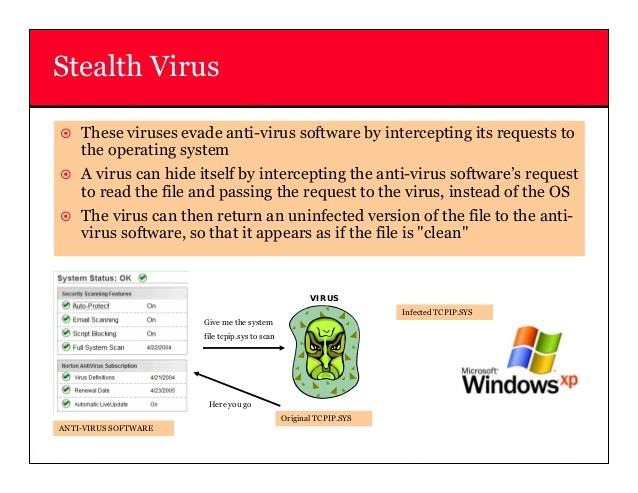 Stealth Virus
These viruses evade anti-virus software by intercepting its requests to
the operating system
A virus can hide itself by intercepting the anti-virus software's request
to read the file and passing the request to the virus, instead of the OS
The virus can then return an uninfected version of the file to the anti-
virus software, so that it appears as if the file is "clean"
System Status: OK
Security Scanning Features
Auto-Protect On
Email Scanning On
Script Blocking On
Full System Scan 4/22/2004
Norton AntiVirus Subscription
Virus Definitions 4/21/2004
Renewal Date 4/23/2005
Automatic LiveUpdate On
ANTI-VIRUS SOFTWARE
Give me the system
file tcpip.sys to scan
Here you go
VIRUS
Original TCPIP.SYS
Infected TCPIP.SYS
Microsoft
Windows xp